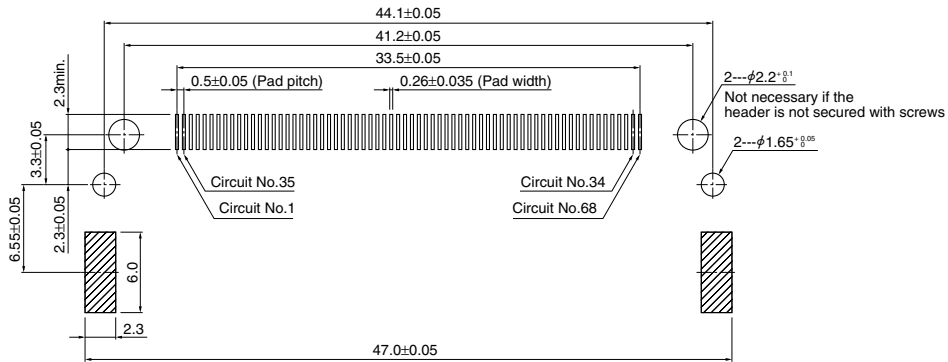 44.1±0.05
41.2±0.05
33.5±0.05
2.3min.
0.5±0.05 (Pad pitch)
0.26±0.035 (Pad width)
2---φ2.2 +0.1 0
Not necessary if the
header is not secured with screws
3.3±0.05
2---φ1.65 +0.05 0
Circuit No.35
Circuit No.34
Circuit No.1
Circuit No.68
6.55±0.05
2.3±0.05
6.0
2.3
47.0±0.05